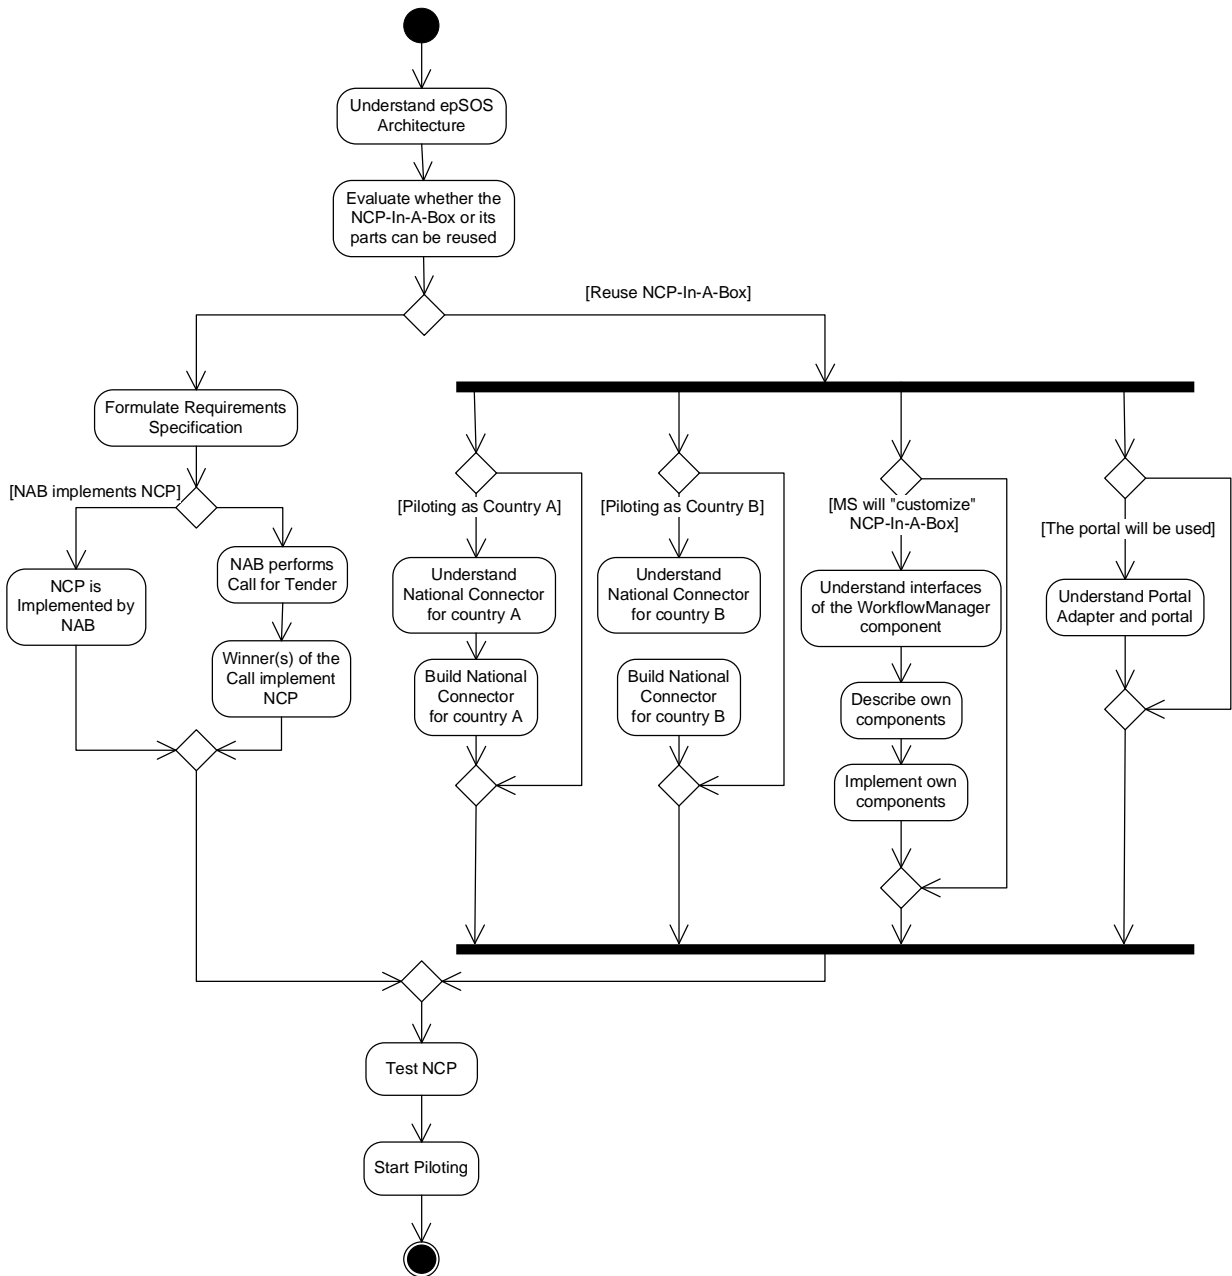 Understand epSOS
Architecture
Evaluate whether the
NCP-In-A-Box or its
parts can be reused
[Reuse NCP-In-A-Box]
Formulate Requirements
Specification
[NAB implements NCP]
NCP is
Implemented by
NAB
NAB performs
Call for Tender
Winner(s) of the
Call implement
NCP
[Piloting as Country A]
Understand
National Connector
for country A
Build National
Connector
for country A
[Piloting as Country B]
Understand
National Connector
for country B
Build National
Connector
for country B
[MS will "customize"
NCP-In-A-Box]
Understand interfaces
of the WorkflowManager
component
Describe own
components
Implement own
components
[The portal will be used]
Understand Portal
Adapter and portal
Test NCP
Start Piloting